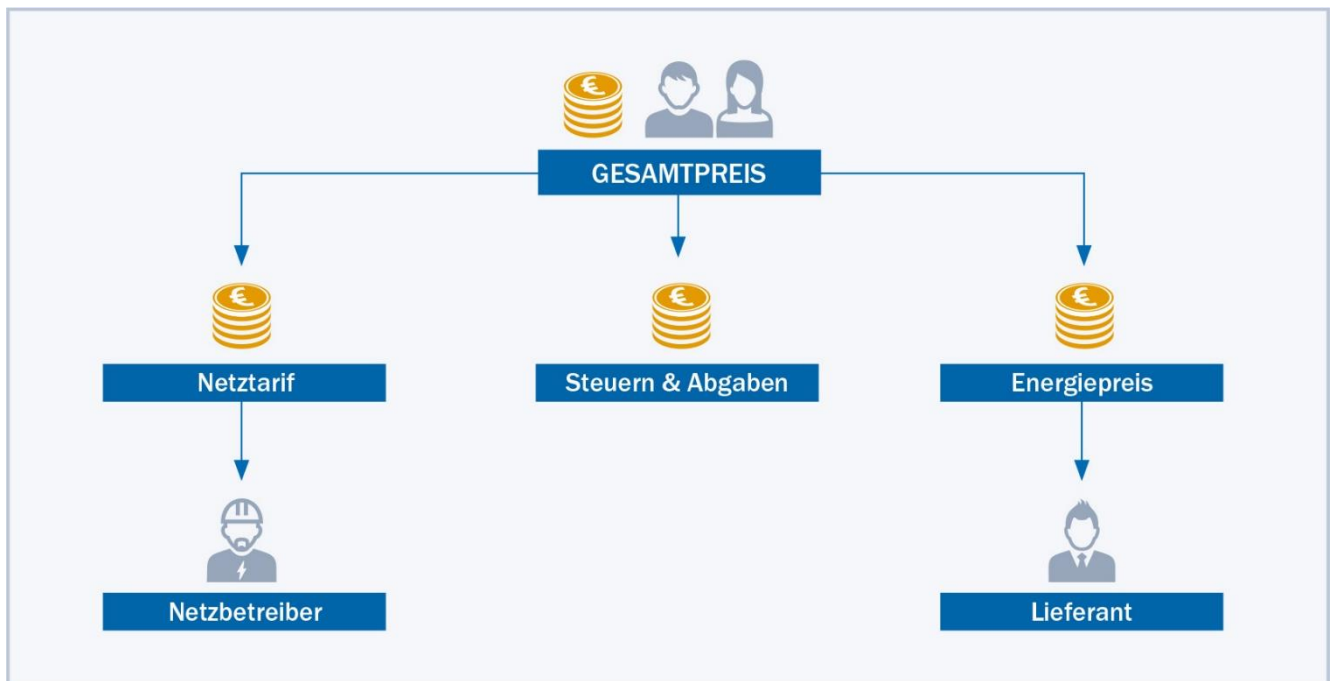 GESAMTPREIS
Netztarif
Steuern & Abgaben
Energiepreis
Netzbetreiber
Lieferant